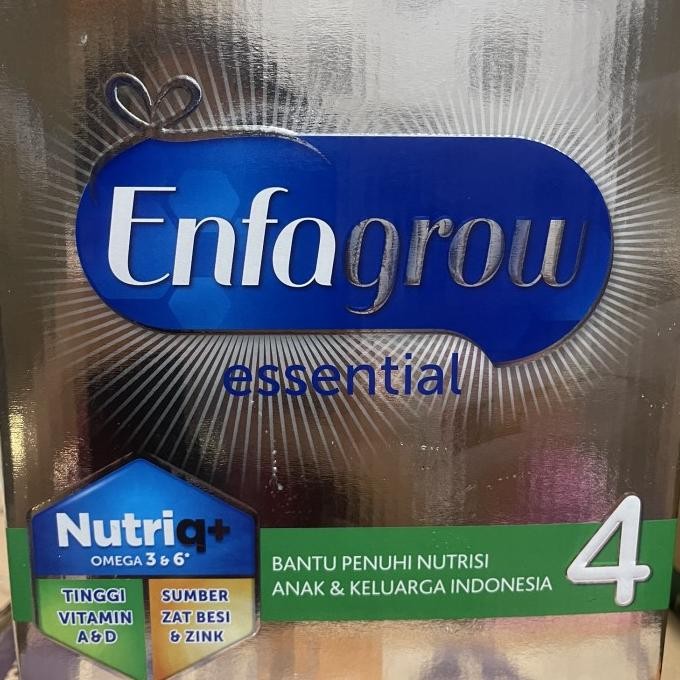 Enfagrow
essential
Nutriq+
OMEGA 3 & 6*
TINGGI
VITAMIN
A&D
SUMBER
ZAT BESI
& ZINK
BANTU PENUHI NUTRISI
ANAK & KELUARGA INDONESIA
4